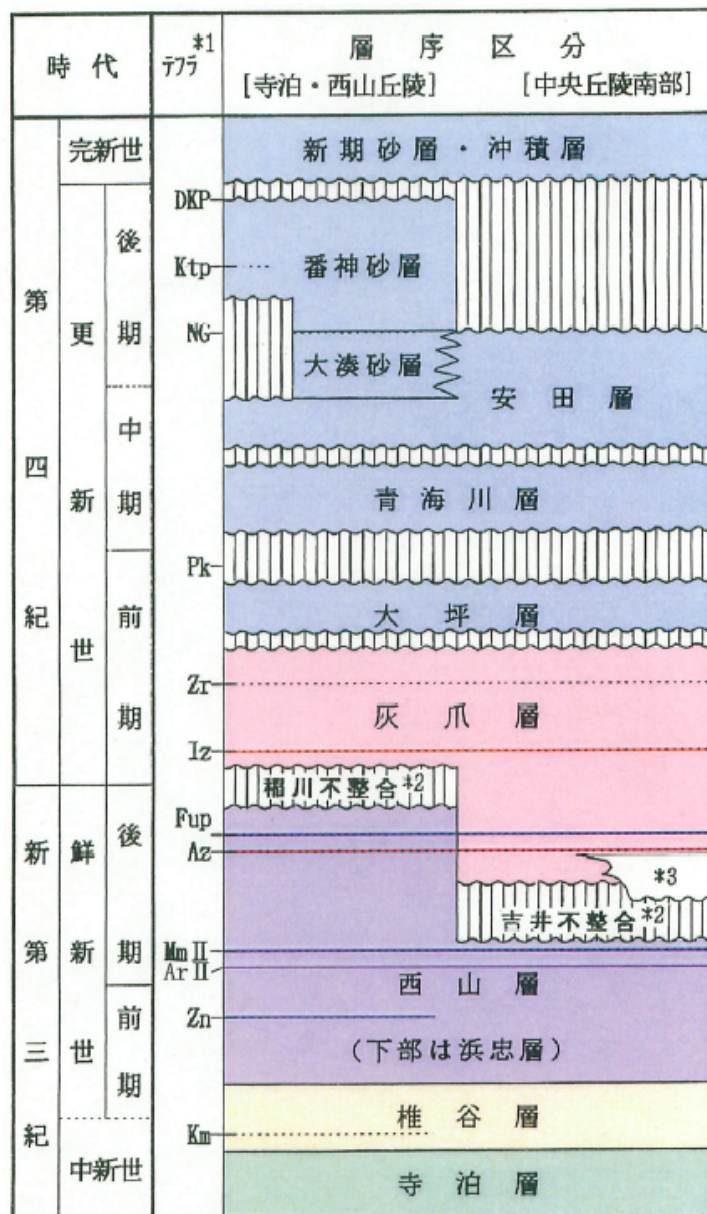 時代
テフラ *1
層序区分
[寺泊・西山丘陵] [中央丘陵南部]
第四紀
新第三紀
完新世
更新世
鮮新世
中新世
後期
中期
前期
後期
前期
DKP
Ktp
NG
Pk
Zr
Iz
Fup
Az
MmⅡ
ArⅡ
Zn
Km
新期砂層・沖積層
番神砂層
大湊砂層
安田層
青海川層
大坪層
灰爪層
稲川不整合*2
*3
吉井不整合*2
西山層
(下部は浜忠層)
椎谷層
寺泊層